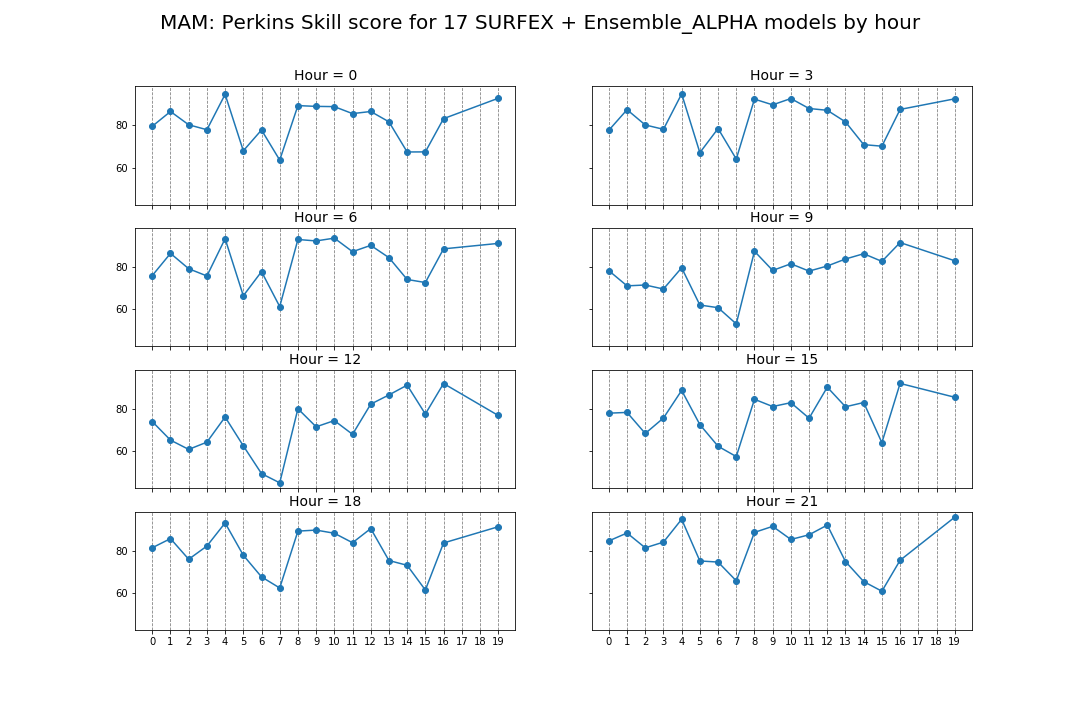 MAM: Perkins Skill score for 17 SURFEX + Ensemble_ALPHA models by hour
Hour = 0
Hour = 3
80
60
Hour = 6
Hour = 9
80
60
Hour = 12
Hour = 15
80
60
Hour = 18
Hour = 21
80
60
0 1 2 3 4 5 6 7 8 9 10 11 12 13 14 15 16 17 18 19
0 1 2 3 4 5 6 7 8 9 10 11 12 13 14 15 16 17 18 19